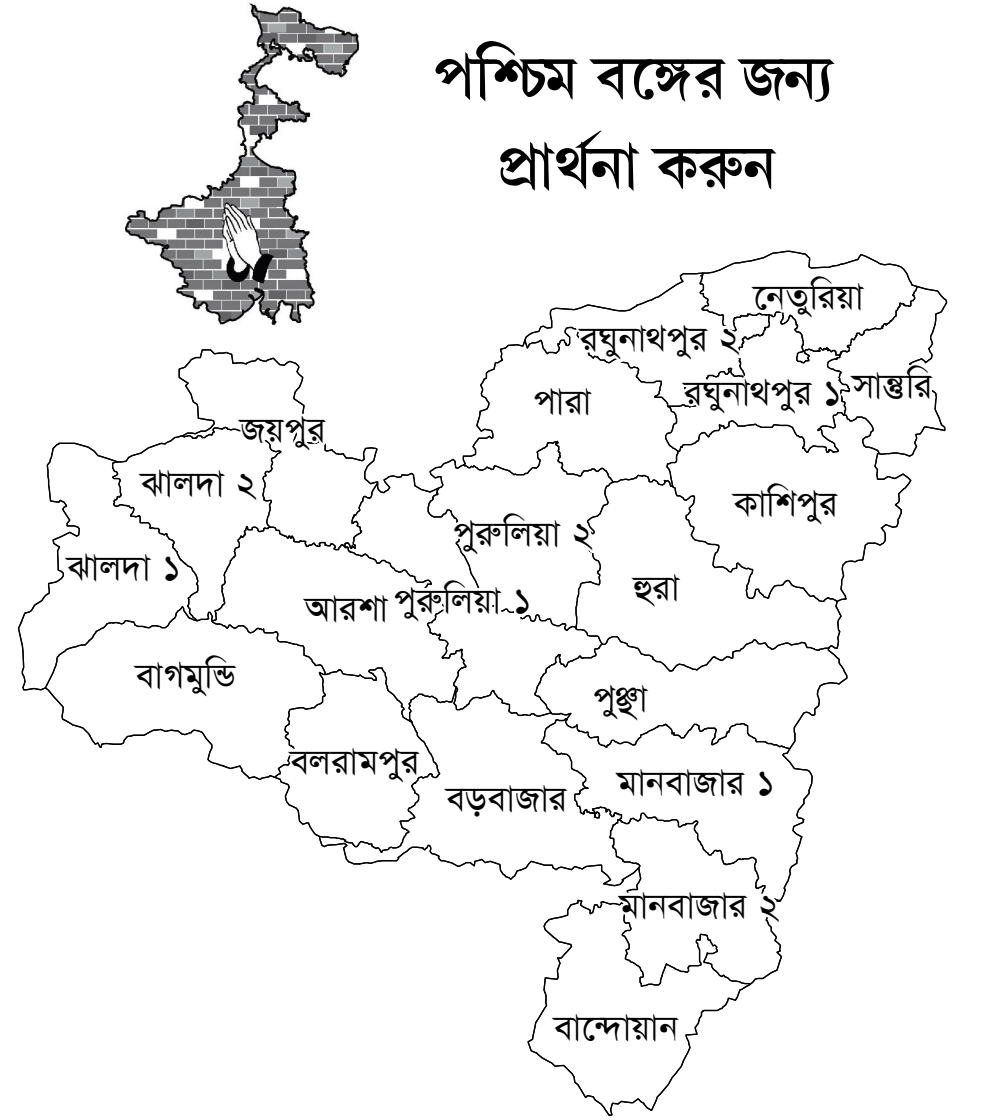 পশ্চিম বঙ্গের জন্য
প্রার্থনা করুন
নেতুরিয়া
রঘুনাথপুর ২
রঘুনাথপুর ১
সান্তুরি
পারা
জয়পুর
ঝালদা ২
কাশিপুর
পুরুলিয়া ২
ঝালদা ১
হুরা
আরশা
পুরুলিয়া ১
বাগমুন্ডি
পুঞ্ছা
বলরামপুর
মানবাজার ১
বড়বাজার
মানবাজার ২
বান্দোয়ান